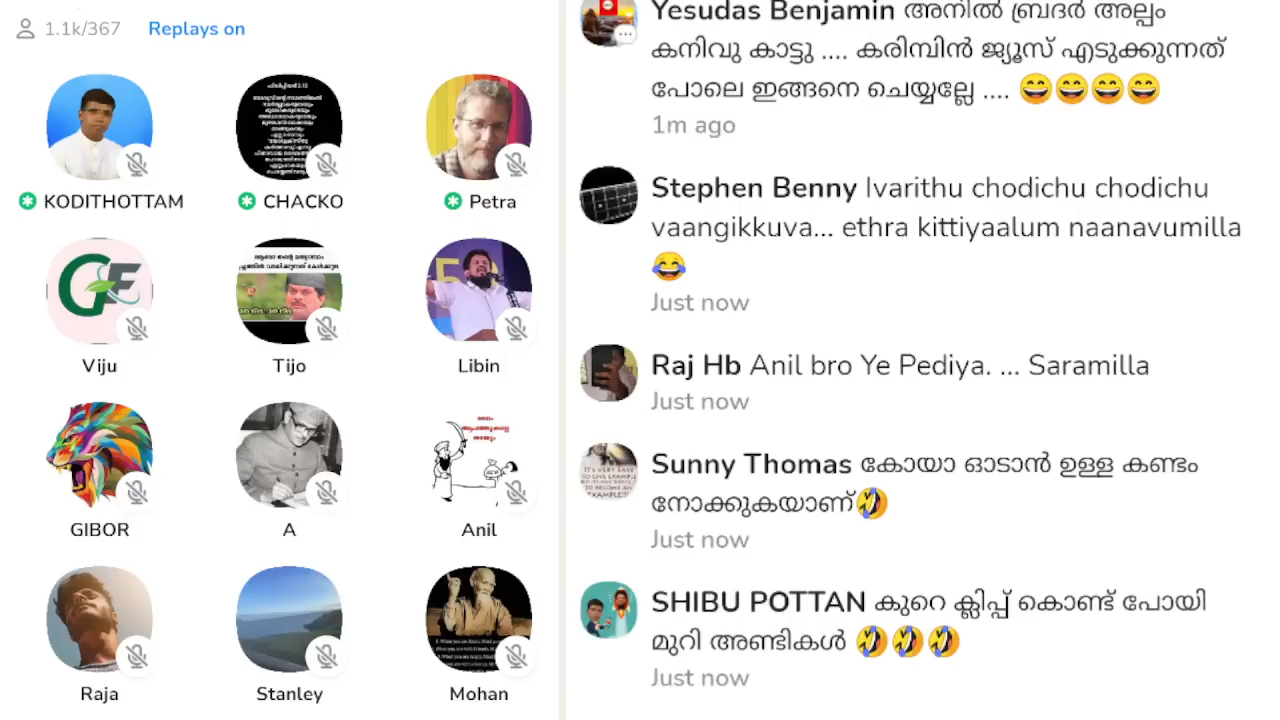 1.1k/367 Replays on
KODITHOTTAM
CHACKO
Petra
Viju
Tijo
Libin
GIBOR
A
Anil
Raja
Stanley
Mohan
Yesudas Benjamin അനിൽ ബ്രദർ അല്പം
കനിവു കാട്ടു .... കരിമ്പിൻ ജ്യൂസ് എടുക്കുന്നത്
പോലെ ഇങ്ങനെ ചെയ്യല്ലേ .... 😄😄😄😄
1m ago
Stephen Benny Ivarithu chodichu chodichu
vaangikkuva... ethra kittiyaalum naanavumilla
😂
Just now
Raj Hb Anil bro Ye Pediya. ... Saramilla
Just now
Sunny Thomas കോയാ ഓടാൻ ഉള്ള കണ്ടം
നോക്കുകയാണ്🤣
Just now
SHIBU POTTAN കുറെ ക്ലിപ്പ് കൊണ്ട് പോയി
മുറി അണ്ടികൾ 🤣🤣🤣
Just now